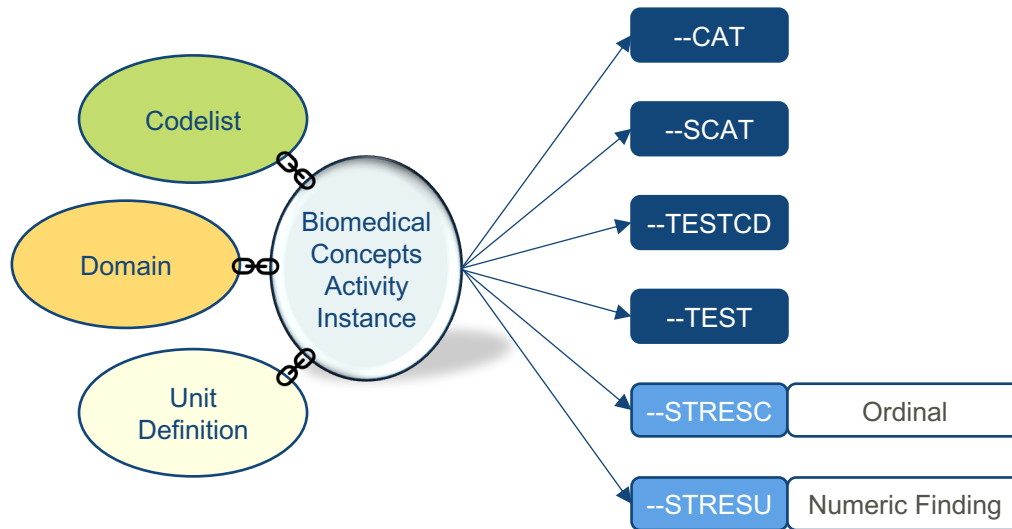 Codelist
Domain
Unit
Definition
Biomedical
Concepts
Activity
Instance
--CAT
--SCAT
--TESTCD
--TEST
--STRESC
Ordinal
--STRESU
Numeric Finding